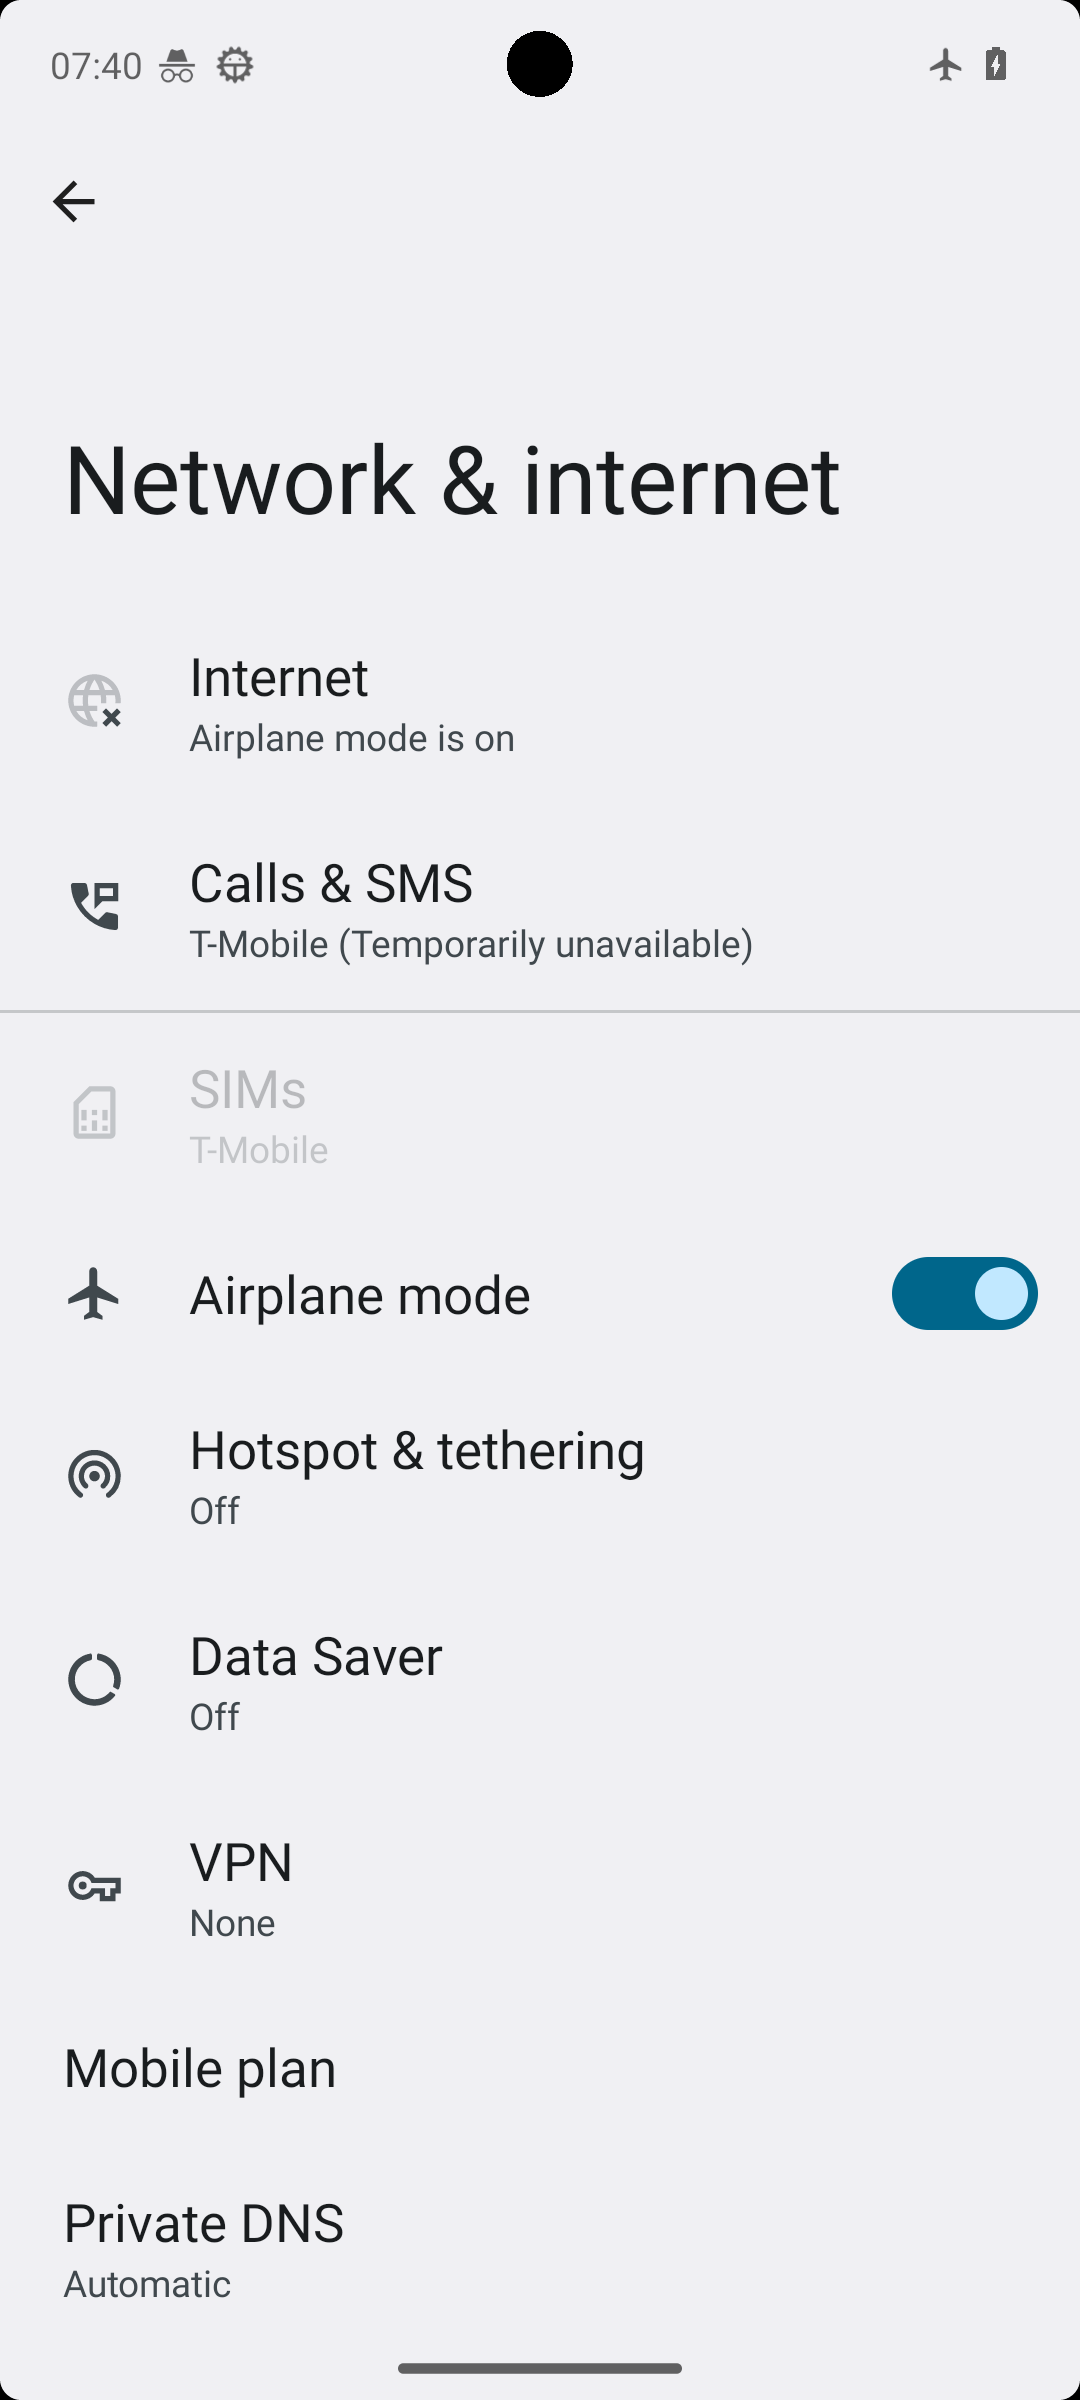 07:40
Network & internet
Internet
Airplane mode is on
Calls & SMS
T-Mobile (Temporarily unavailable)
SIMs
T-Mobile
Airplane mode
Hotspot & tethering
Off
Data Saver
Off
VPN
None
Mobile plan
Private DNS
Automatic